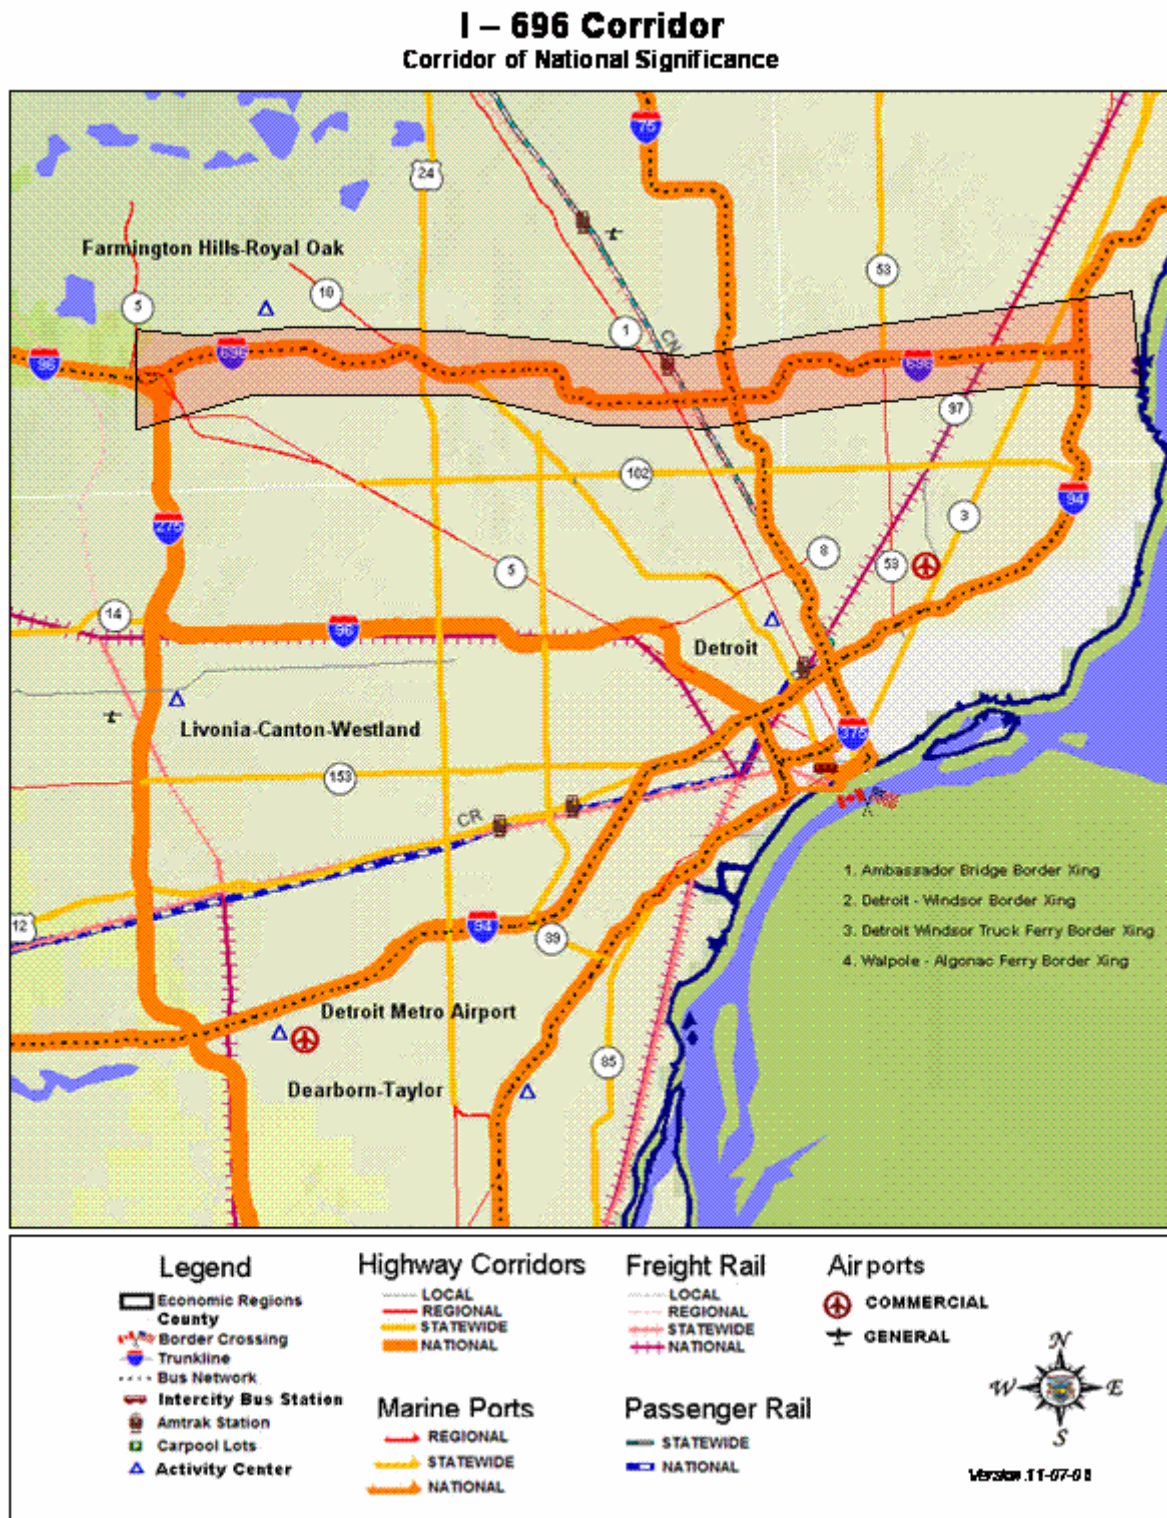 I – 696 Corridor
Corridor of National Significance
75
24
Farmington Hills-Royal Oak
53
5
10
1
CN
96
696
696
97
102
94
275
3
8
5
53
14
96
Detroit
Livonia-Canton-Westland
375
153
CR
1. Ambassador Bridge Border Xing
2. Detroit - Windsor Border Xing
3. Detroit Windsor Truck Ferry Border Xing
4. Walpole - Algonac Ferry Border Xing
12
94
39
Detroit Metro Airport
85
Dearborn-Taylor
Legend
Economic Regions
County
Border Crossing
Trunkline
Bus Network
Intercity Bus Station
Amtrak Station
Carpool Lots
Activity Center
Highway Corridors
LOCAL
REGIONAL
STATEWIDE
NATIONAL
Marine Ports
REGIONAL
STATEWIDE
NATIONAL
Freight Rail
LOCAL
REGIONAL
STATEWIDE
NATIONAL
Passenger Rail
STATEWIDE
NATIONAL
Airports
COMMERCIAL
GENERAL
N
W E
S